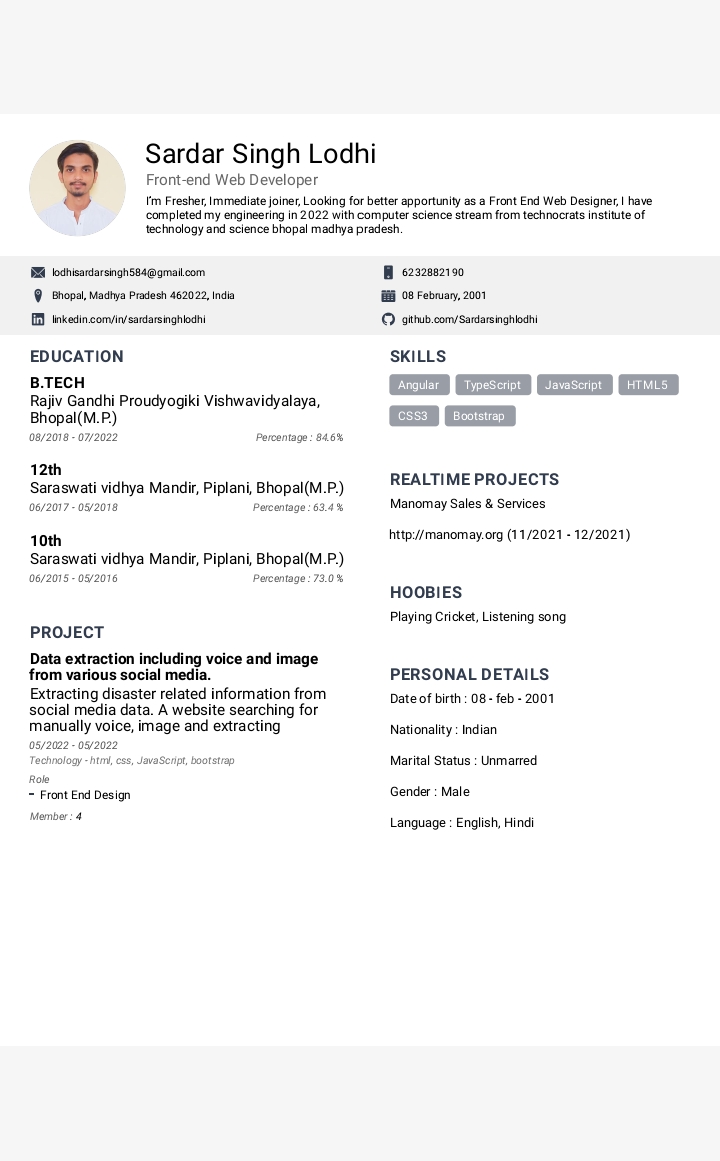 Sardar Singh Lodhi
Front-end Web Developer
I'm Fresher, Immediate joiner, Looking for better apportunity as a Front End Web Designer, I have
completed my engineering in 2022 with computer science stream from technocrats institute of
technology and science bhopal madhya pradesh.
lodhisardarsingh584@gmail.com
6232882190
Bhopal, Madhya Pradesh 462022, India
08 February, 2001
linkedin.com/in/sardarsinghlodhi
github.com/Sardarsinghlodhi
EDUCATION
B.TECH
Rajiv Gandhi Proudyogiki Vishwavidyalaya,
Bhopal(M.P.)
08/2018 - 07/2022
Percentage : 84.6%
12th
Saraswati vidhya Mandir, Piplani, Bhopal(M.P.)
06/2017 - 05/2018
Percentage : 63.4 %
10th
Saraswati vidhya Mandir, Piplani, Bhopal(M.P.)
06/2015 - 05/2016
Percentage : 73.0 %
PROJECT
Data extraction including voice and image
from various social media.
Extracting disaster related information from
social media data. A website searching for
manually voice, image and extracting
05/2022 - 05/2022
Technology - html, css, JavaScript, bootstrap
Role
- Front End Design
Member : 4
SKILLS
Angular TypeScript JavaScript HTML5
CSS3 Bootstrap
REALTIME PROJECTS
Manomay Sales & Services
http://manomay.org (11/2021 - 12/2021)
HOOBIES
Playing Cricket, Listening song
PERSONAL DETAILS
Date of birth : 08 - feb - 2001
Nationality : Indian
Marital Status : Unmarred
Gender : Male
Language : English, Hindi